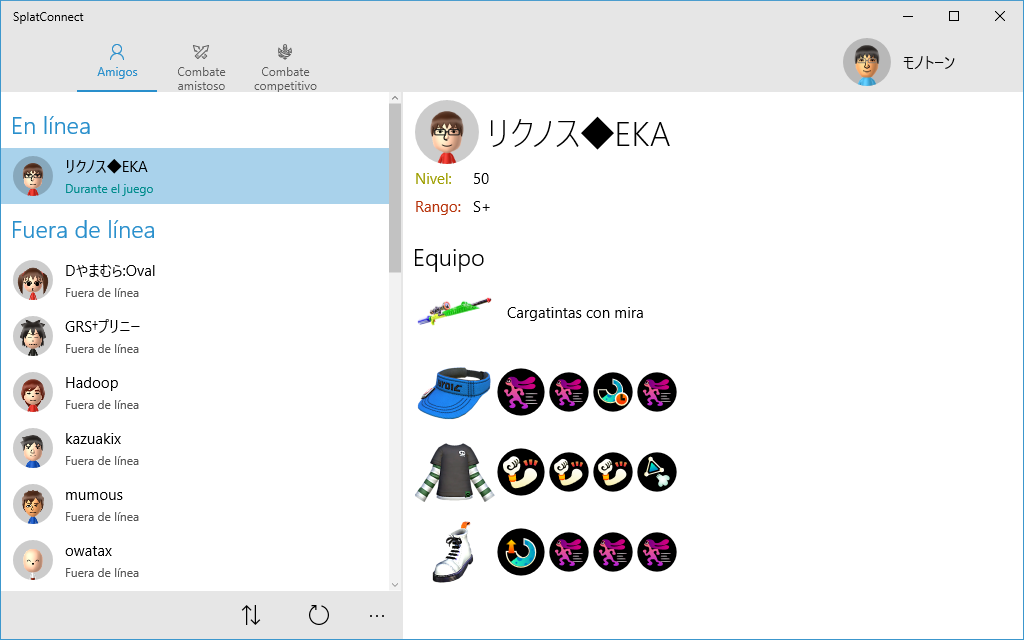 SplatConnect
Amigos
Combate
amistoso
Combate
competitivo
モノトーン
En línea
リクノス◆EKA
Durante el juego
Fuera de línea
Dやまむら:Oval
Fuera de línea
GRS†プリニー
Fuera de línea
Hadoop
Fuera de línea
kazuakix
Fuera de línea
mumous
Fuera de línea
owatax
Fuera de línea
リクノス◆EKA
Nivel: 50
Rango: S+
Equipo
Cargatintas con mira